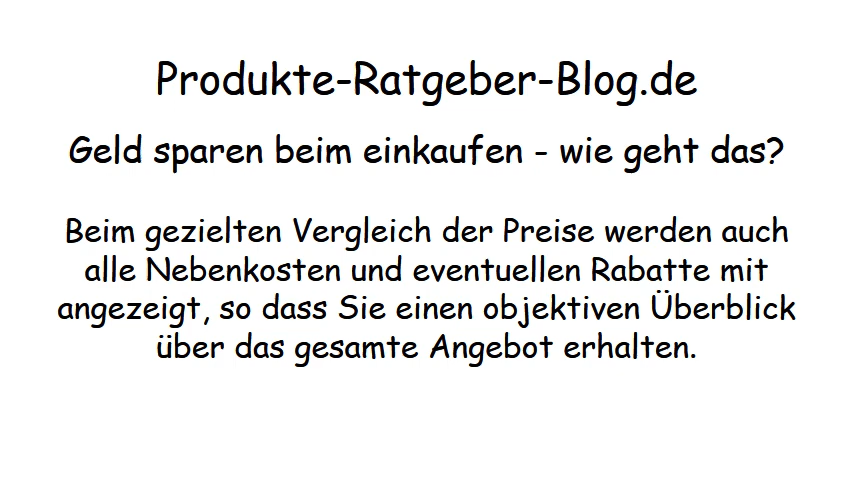 Produkte-Ratgeber-Blog.de
Geld sparen beim einkaufen - wie geht das?
Beim gezielten Vergleich der Preise werden auch
alle Nebenkosten und eventuellen Rabatte mit
angezeigt, so dass Sie einen objektiven Überblick
über das gesamte Angebot erhalten.